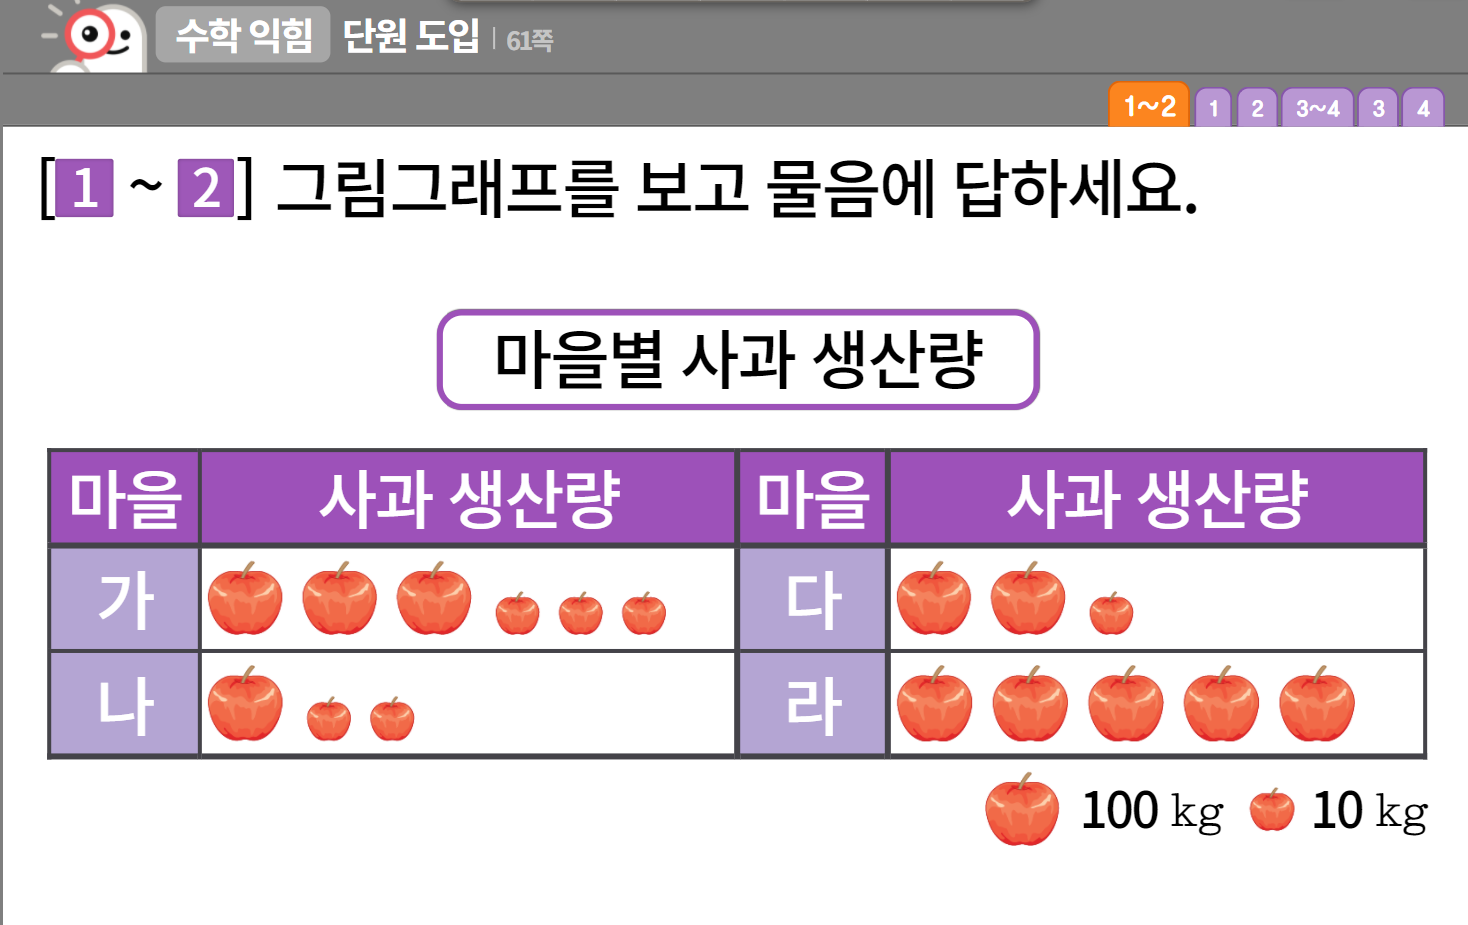 수학 익힘 단원 도입 | 61쪽
1~2 1 2 3~4 3 4
[1 ~ 2] 그림그래프를 보고 물음에 답하세요.
마을별 사과 생산량
마을 사과 생산량 마을 사과 생산량
가 다
나 라
100 kg 10 kg